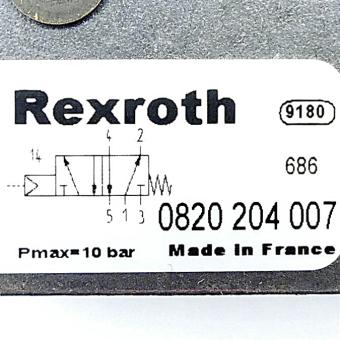 Rexroth 9180
4 2
14 686
5 1 3 0820 204 007
Pmax=10 bar Made in France